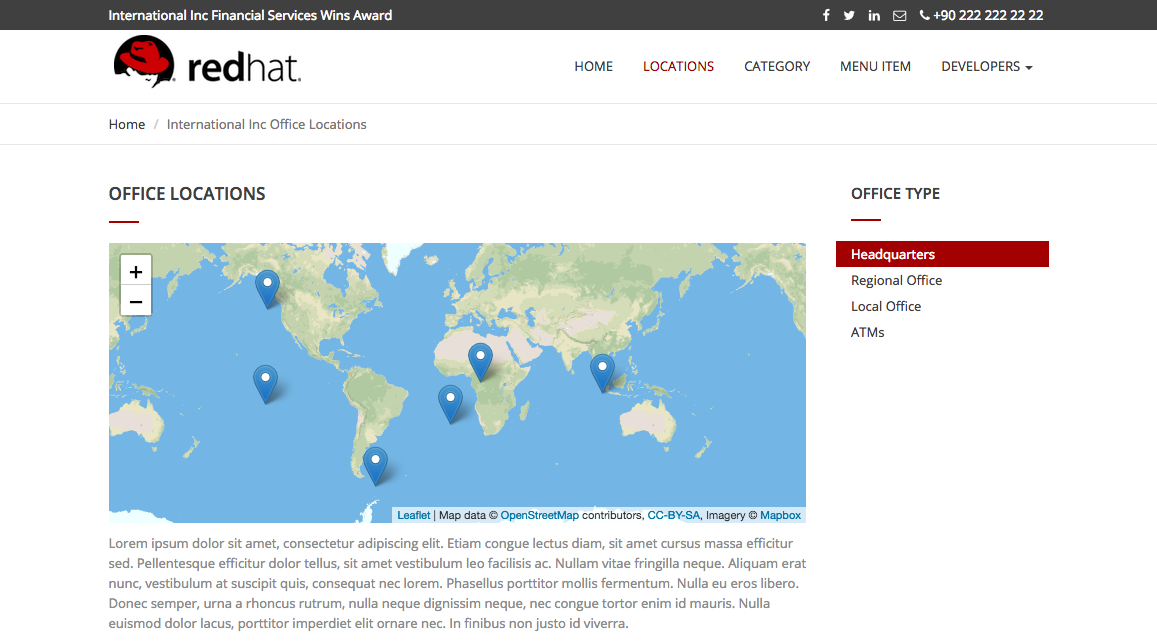 International Inc Financial Services Wins Award
+90 222 222 22 22
redhat.
HOME LOCATIONS CATEGORY MENU ITEM DEVELOPERS
Home / International Inc Office Locations
OFFICE LOCATIONS
+
−
Leaflet | Map data © OpenStreetMap contributors, CC-BY-SA, Imagery © Mapbox
Lorem ipsum dolor sit amet, consectetur adipiscing elit. Etiam congue lectus diam, sit amet cursus massa efficitur
sed. Pellentesque efficitur dolor tellus, sit amet vestibulum leo facilisis ac. Nullam vitae fringilla neque. Aliquam erat
nunc, vestibulum at suscipit quis, consequat nec lorem. Phasellus porttitor mollis fermentum. Nulla eu eros libero.
Donec semper, urna a rhoncus rutrum, nulla neque dignissim neque, nec congue tortor enim id mauris. Nulla
euismod dolor lacus, porttitor imperdiet elit ornare nec. In finibus non justo id viverra.
OFFICE TYPE
Headquarters
Regional Office
Local Office
ATMs